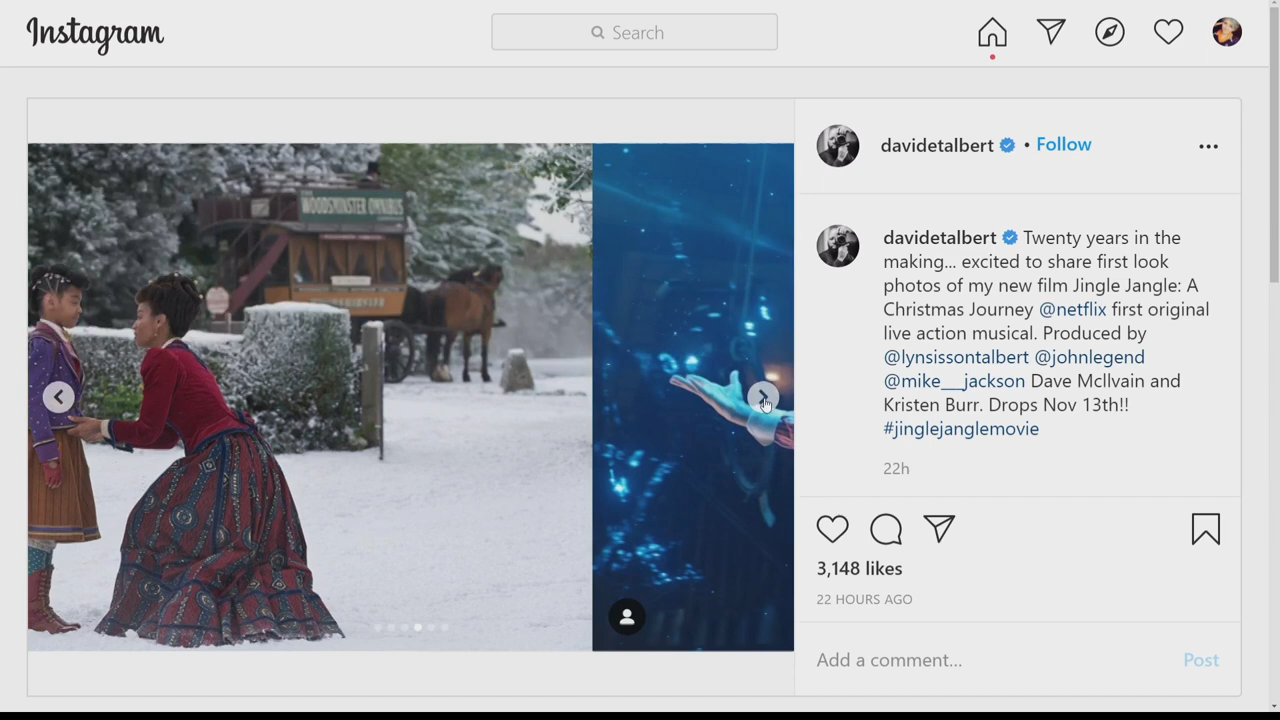 Instagram
Search
WOODSMINSTER OMNIBUS
davidetalbert • Follow
davidetalbert Twenty years in the
making... excited to share first look
photos of my new film Jingle Jangle: A
Christmas Journey @netflix first original
live action musical. Produced by
@lynsissontalbert @johnlegend
@mike__jackson Dave McIlvain and
Kristen Burr. Drops Nov 13th!!
#jinglejanglemovie
22h
3,148 likes
22 HOURS AGO
Add a comment...
Post